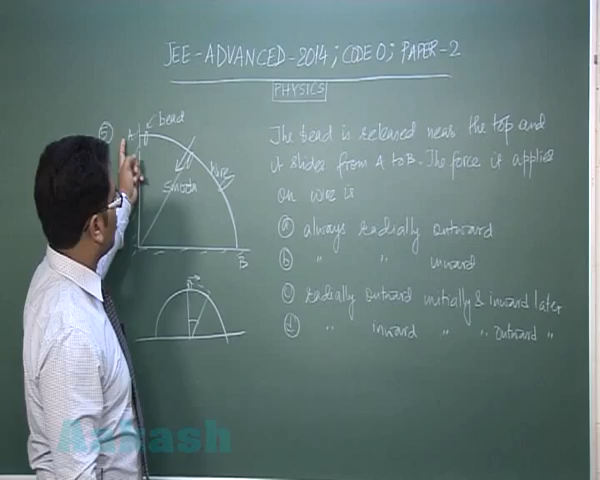 JEE-ADVANCED-2014; CODE 0; PAPER-2
PHYSICS
5
A
bead
wire
Smooth
B
The bead is released near the top and
it slides from A to B. The force it applies
on wire is
a always radially outward
b " " inward
c radially outward initially & inward later
d " inward " " outward "
Aakash